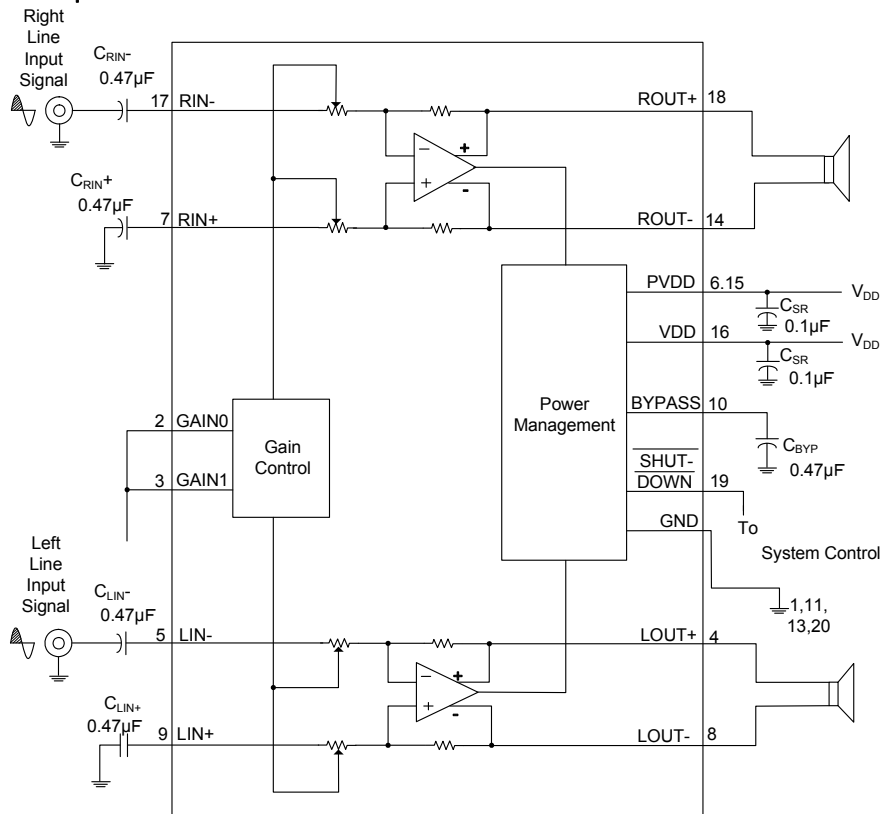 Right
Line
Input
Signal
CRIN-
0.47µF
17 RIN-
ROUT+ 18
CRIN+
0.47µF
7 RIN+
ROUT- 14
PVDD 6.15
VDD
CSR
0.1µF
VDD 16
VDD
CSR
0.1µF
BYPASS 10
CBYP
0.47µF
Power
Management
SHUT-
DOWN 19
To
System Control
GND
1,11,
13,20
2 GAIN0
3 GAIN1
Gain
Control
Left
Line
Input
Signal
CLIN-
0.47µF
5 LIN-
LOUT+ 4
CLIN+
0.47µF
9 LIN+
LOUT- 8